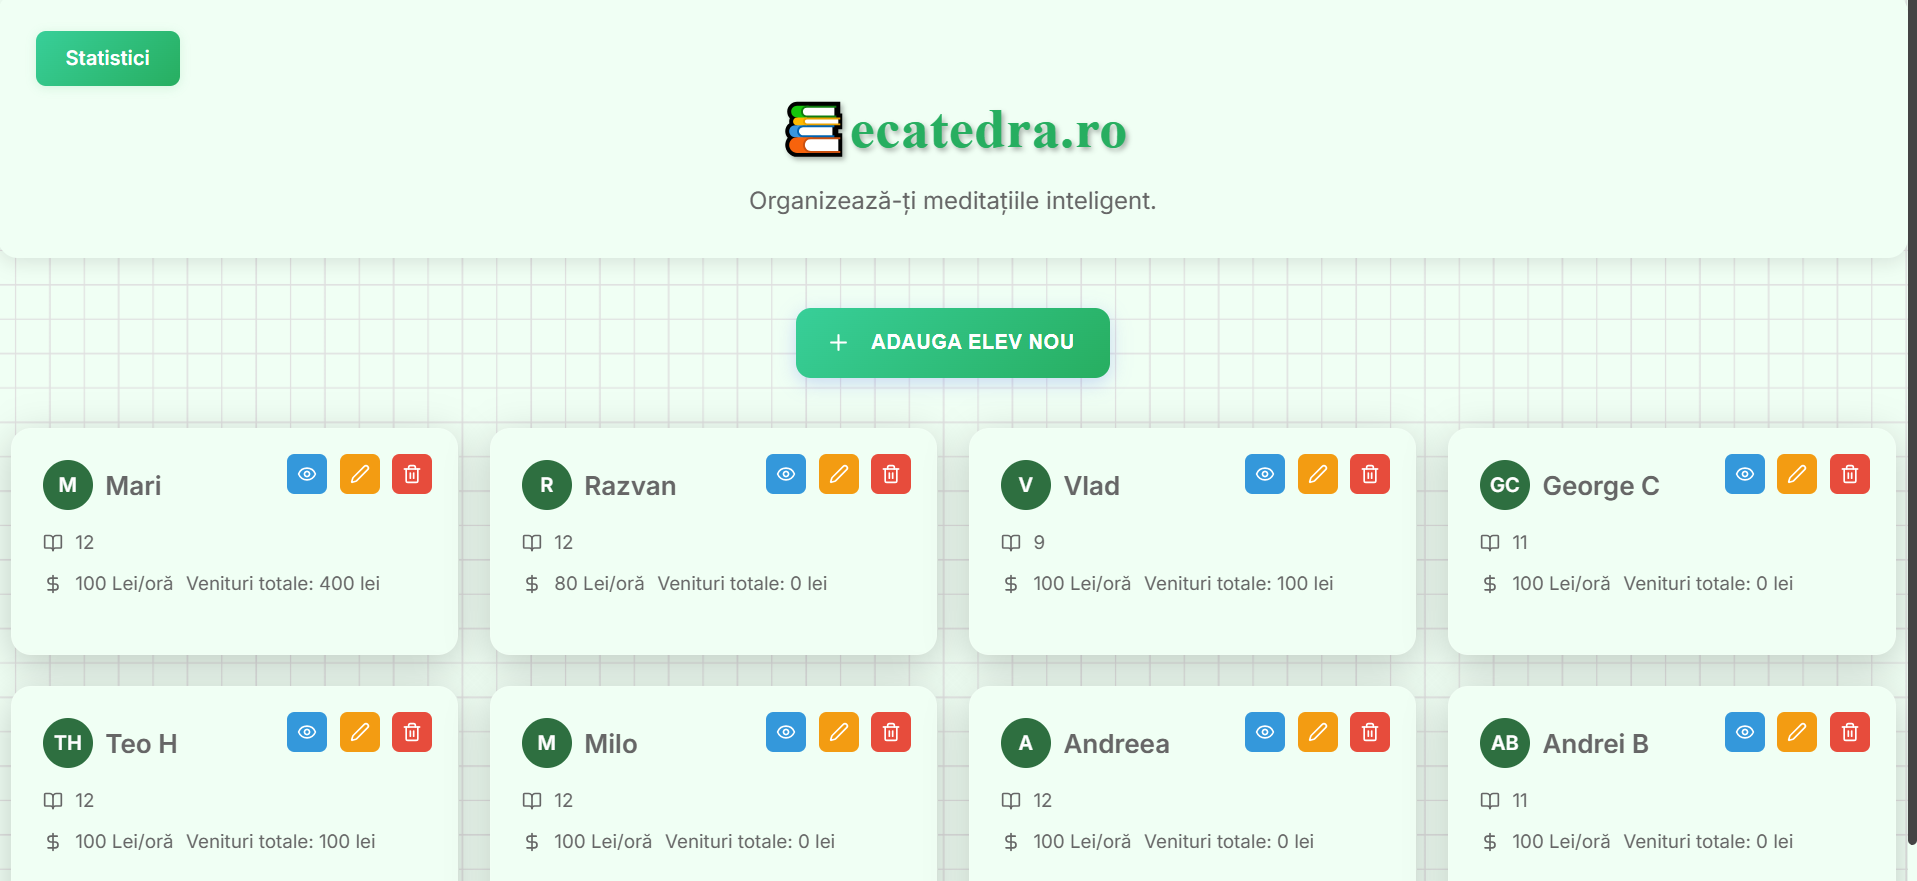 Statistici
ecatedra.ro
Organizează-ți meditațiile inteligent.
+ ADAUGA ELEV NOU
M Mari
12
$ 100 Lei/oră Venituri totale: 400 lei
R Razvan
12
$ 80 Lei/oră Venituri totale: 0 lei
V Vlad
9
$ 100 Lei/oră Venituri totale: 100 lei
GC George C
11
$ 100 Lei/oră Venituri totale: 0 lei
TH Teo H
12
$ 100 Lei/oră Venituri totale: 100 lei
M Milo
12
$ 100 Lei/oră Venituri totale: 0 lei
A Andreea
12
$ 100 Lei/oră Venituri totale: 0 lei
AB Andrei B
11
$ 100 Lei/oră Venituri totale: 0 lei